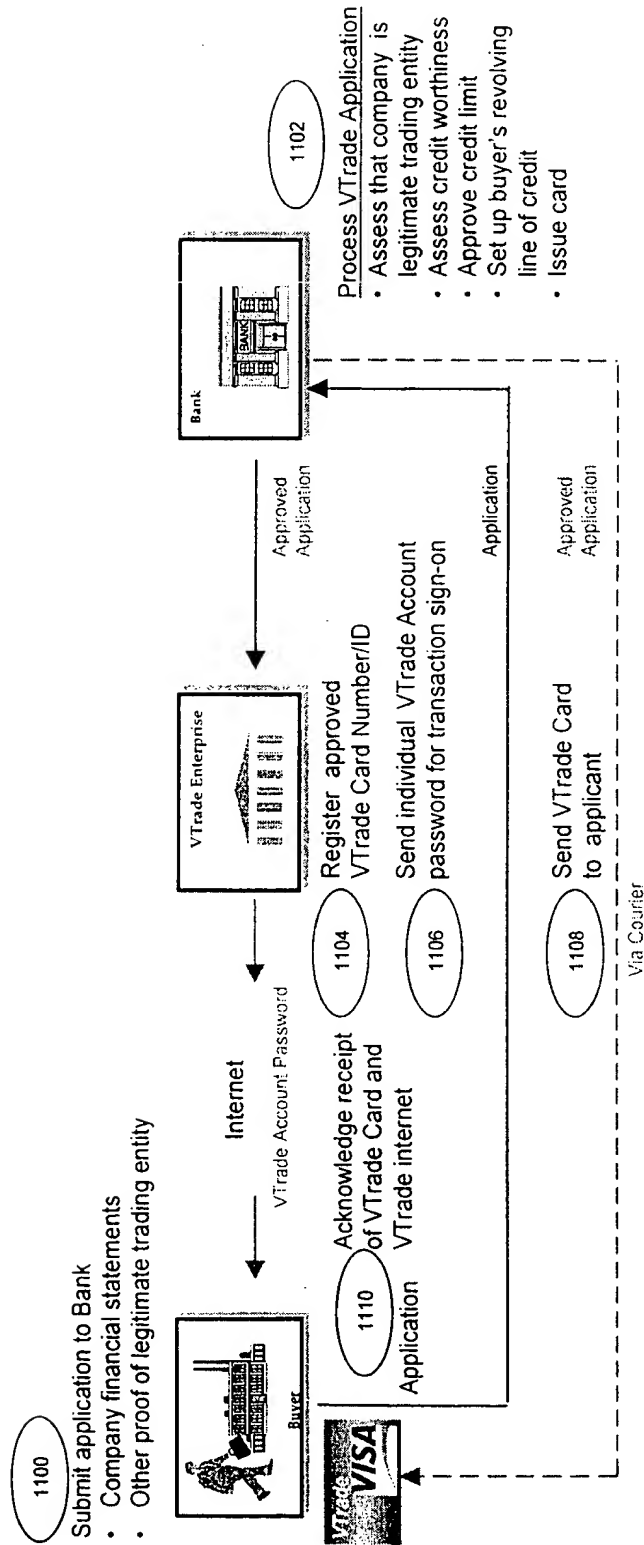 1100
Submit application to Bank
• Company financial statements
• Other proof of legitimate trading entity
Buyer
VTrade
VISA
Internet
VTrade Account Password
1110
Acknowledge receipt
of VTrade Card and
VTrade internet
Application
VTrade Enterprise
1104
Register approved
VTrade Card Number/ID
1106
Send individual VTrade Account
password for transaction sign-on
Approved
Application
Bank
BANK
1102
Process VTrade Application
• Assess that company is
legitimate trading entity
• Assess credit worthiness
• Approve credit limit
• Set up buyer's revolving
line of credit
• Issue card
Application
1108
Send VTrade Card
to applicant
Approved
Application
Via Courier